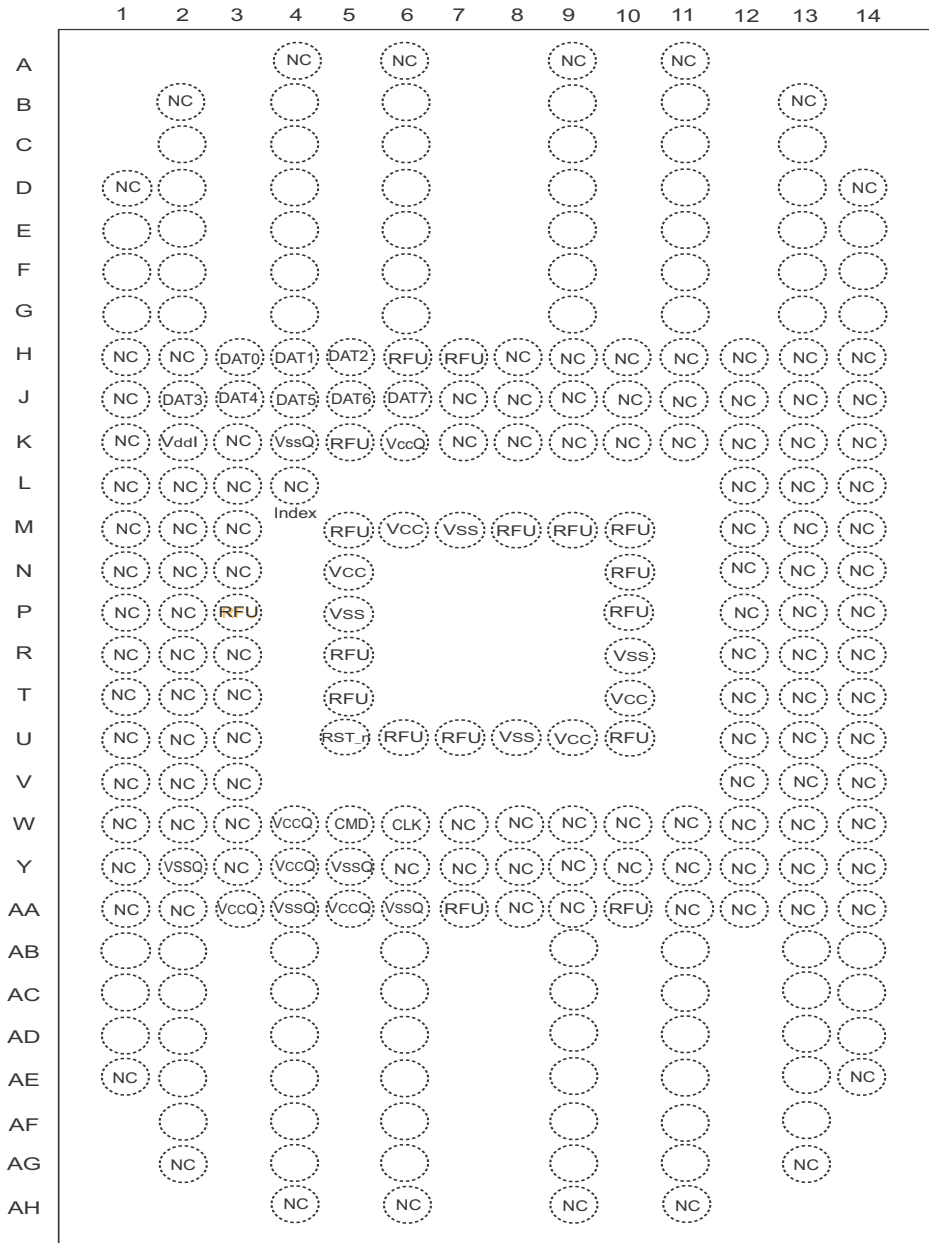 1 2 3 4 5 6 7 8 9 10 11 12 13 14
A NC NC NC NC
B NC NC
C
D NC NC
E
F
G
H NC NC DAT0 DAT1 DAT2 RFU RFU NC NC NC NC NC NC NC
J NC DAT3 DAT4 DAT5 DAT6 DAT7 NC NC NC NC NC NC NC NC
K NC VddI NC VssQ RFU VccQ NC NC NC NC NC NC NC NC
L NC NC NC NC NC NC NC
Index
M NC NC NC RFU VCC VSS RFU RFU RFU NC NC NC
N NC NC NC VCC RFU NC NC NC
P NC NC RFU VSS RFU NC NC NC
R NC NC NC RFU VSS NC NC NC
T NC NC NC RFU VCC NC NC NC
U NC NC NC RST_n RFU RFU VSS VCC RFU NC NC NC
V NC NC NC NC NC NC
W NC NC NC VCCQ CMD CLK NC NC NC NC NC NC NC NC
Y NC VSSQ NC VCCQ VSSQ NC NC NC NC NC NC NC NC NC
AA NC NC VCCQ VSSQ VCCQ VSSQ RFU NC NC RFU NC NC NC NC
AB
AC
AD
AE NC NC
AF
AG NC NC
AH NC NC NC NC